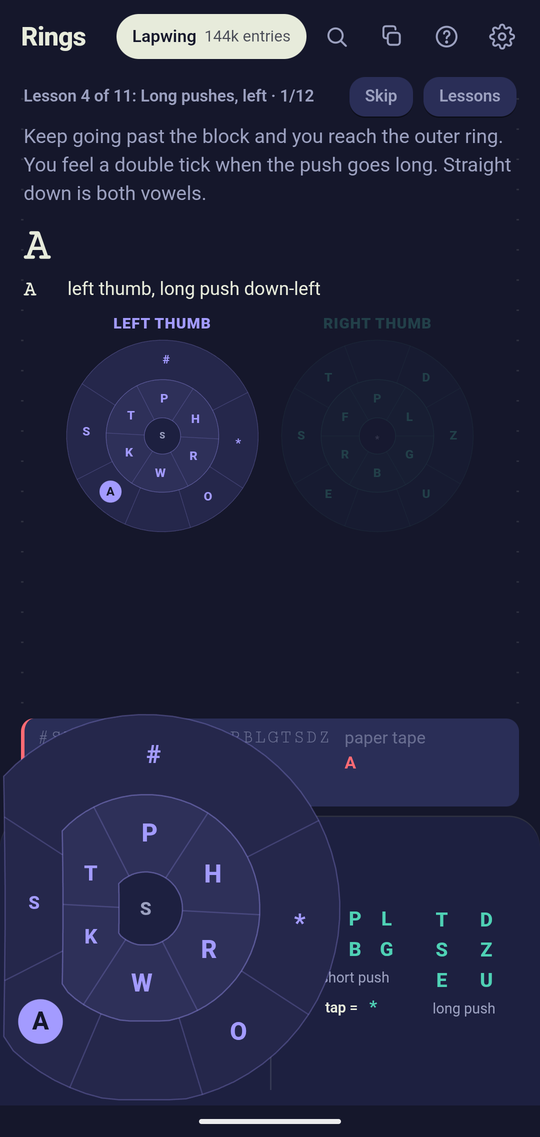 Rings
Lapwing 144k entries
Lesson 4 of 11: Long pushes, left · 1/12
Skip
Lessons
Keep going past the block and you reach the outer ring.
You feel a double tick when the push goes long. Straight
down is both vowels.
A
A left thumb, long push down-left
LEFT THUMB
#
P
T H
S S *
K R
W
A O
RIGHT THUMB
T D
P
F L
S * Z
R G
B
E U
#S
RBLGTSDZ paper tape
A
#
P
T H
S S *
K R
W
A O
P L T D
B G S Z
E U
short push
long push
tap = *